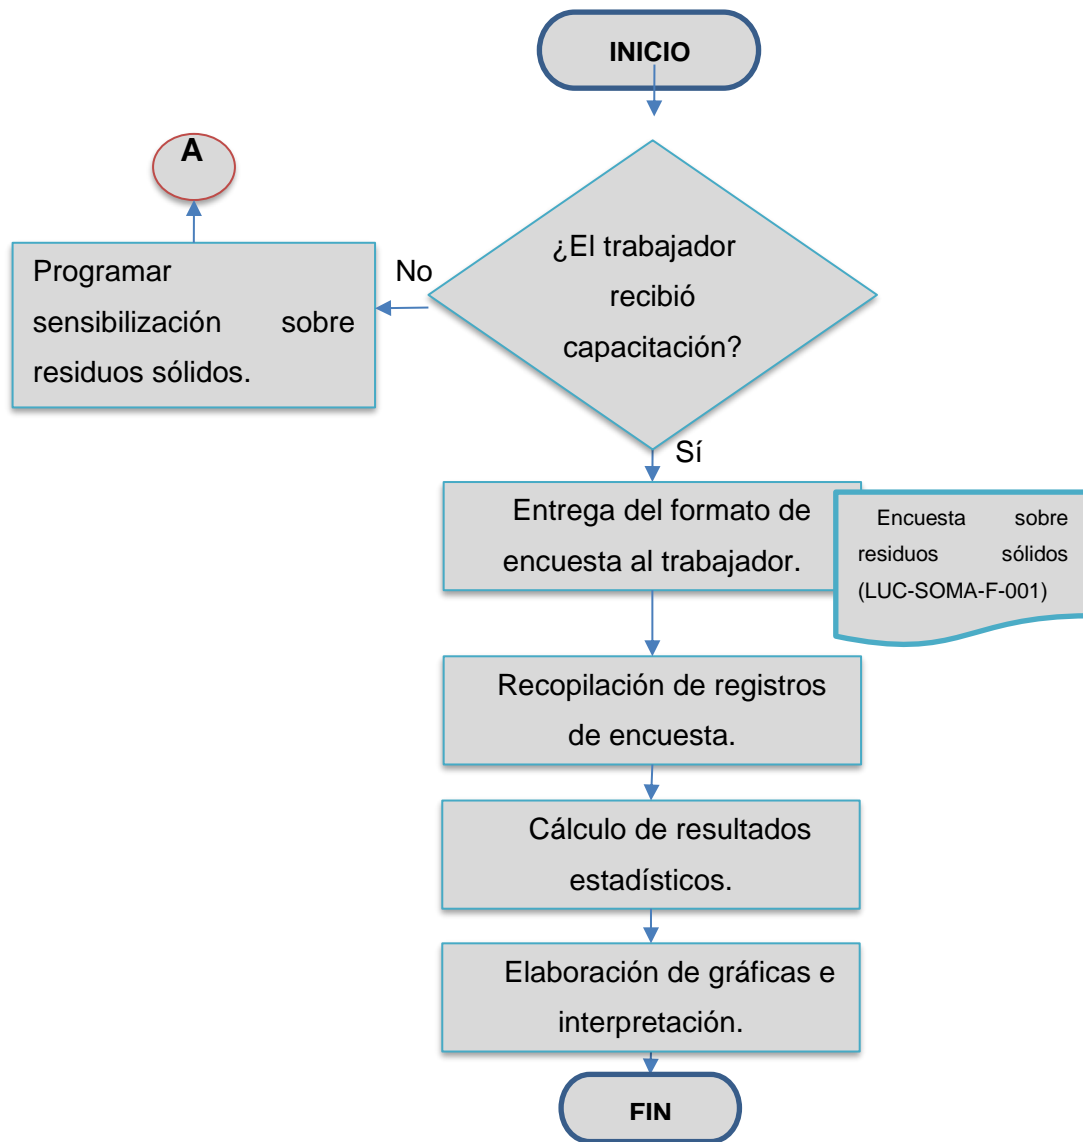 INICIO
A
¿El trabajador
recibió
capacitación?
No
Programar
sensibilización sobre
residuos sólidos.
Sí
Entrega del formato de
encuesta al trabajador.
Encuesta sobre
residuos sólidos
(LUC-SOMA-F-001)
Recopilación de registros
de encuesta.
Cálculo de resultados
estadísticos.
Elaboración de gráficas e
interpretación.
FIN